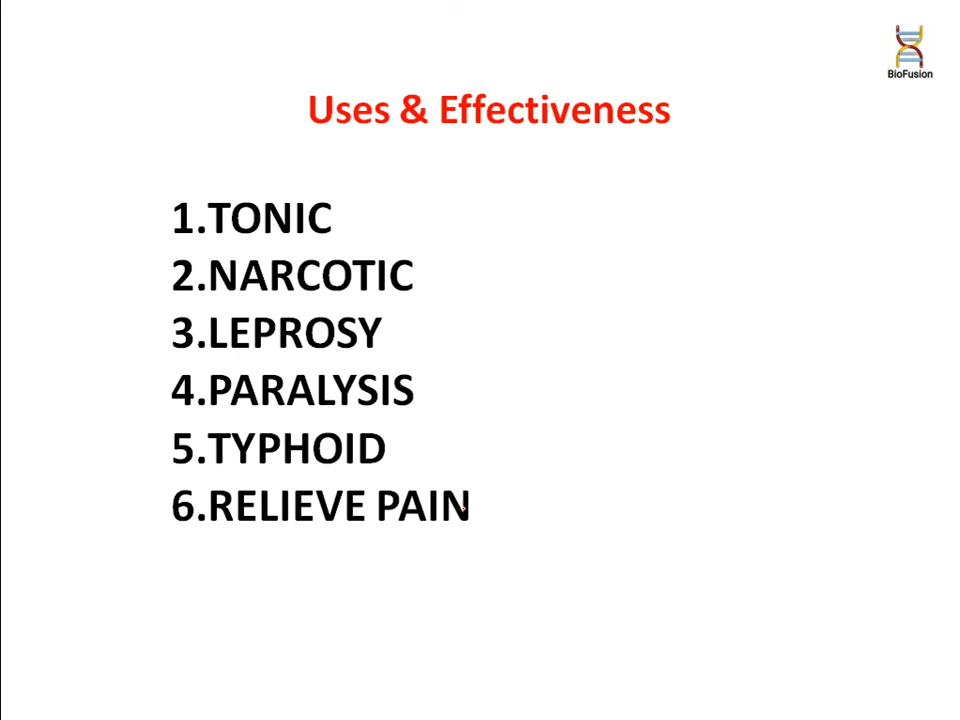 BioFusion
Uses & Effectiveness
1.TONIC
2.NARCOTIC
3.LEPROSY
4.PARALYSIS
5.TYPHOID
6.RELIEVE PAIN